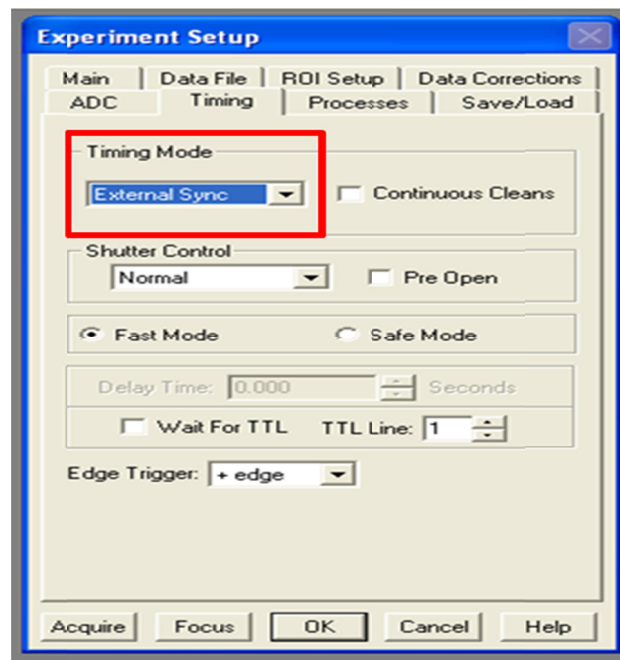 Experiment Setup
Main Data File ROI Setup Data Corrections
ADC Timing Processes Save/Load
Timing Mode
External Sync Continuous Cleans
Shutter Control
Normal Pre Open
Fast Mode Safe Mode
Delay Time: 0.000 Seconds
Wait For TTL TTL Line: 1
Edge Trigger: + edge
Acquire Focus OK Cancel Help